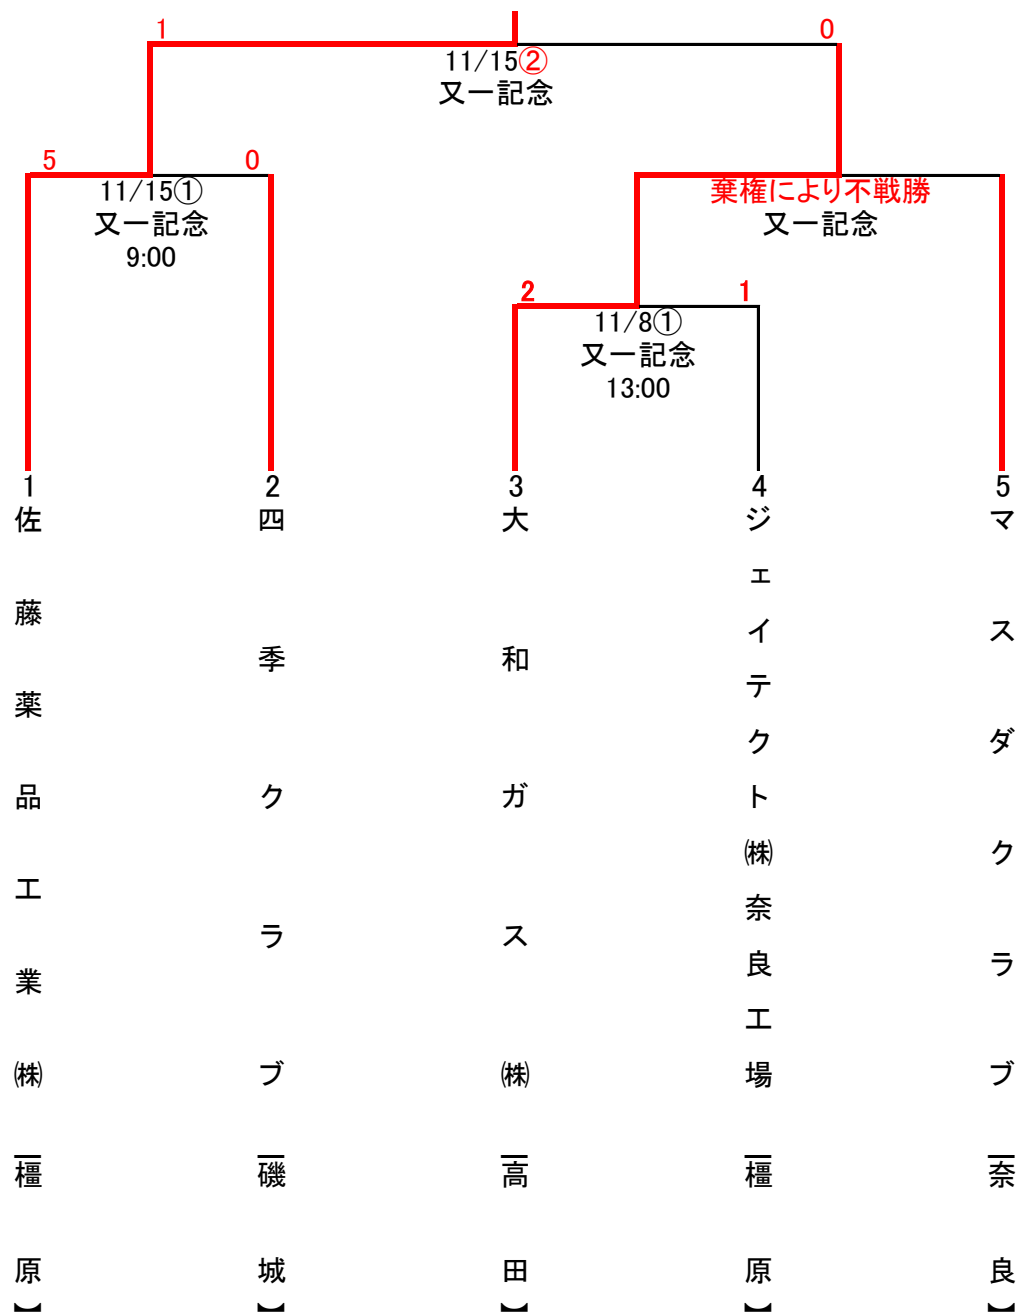 1
0
11/15②
又一記念
5
0
11/15①
又一記念
9:00
棄権により不戦勝
又一記念
2
1
11/8①
又一記念
13:00
1
佐藤薬品工業㈱【橿原】
2
四季クラブ【磯城】
3
大和ガス㈱【高田】
4
ジェイテクト㈱奈良工場【橿原】
5
マスダクラブ【奈良】